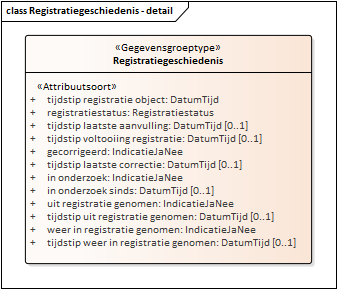 class Registratiegeschiedenis - detail
«Gegevensgroeptype»
Registratiegeschiedenis
«Attribuutsoort»
+ tijdstip registratie object: DatumTijd
+ registratiestatus: Registratiestatus
+ tijdstip laatste aanvulling: DatumTijd [0..1]
+ tijdstip voltooiing registratie: DatumTijd [0..1]
+ gecorrigeerd: IndicatieJaNee
+ tijdstip laatste correctie: DatumTijd [0..1]
+ in onderzoek: IndicatieJaNee
+ in onderzoek sinds: DatumTijd [0..1]
+ uit registratie genomen: IndicatieJaNee
+ tijdstip uit registratie genomen: DatumTijd [0..1]
+ weer in registratie genomen: IndicatieJaNee
+ tijdstip weer in registratie genomen: DatumTijd [0..1]